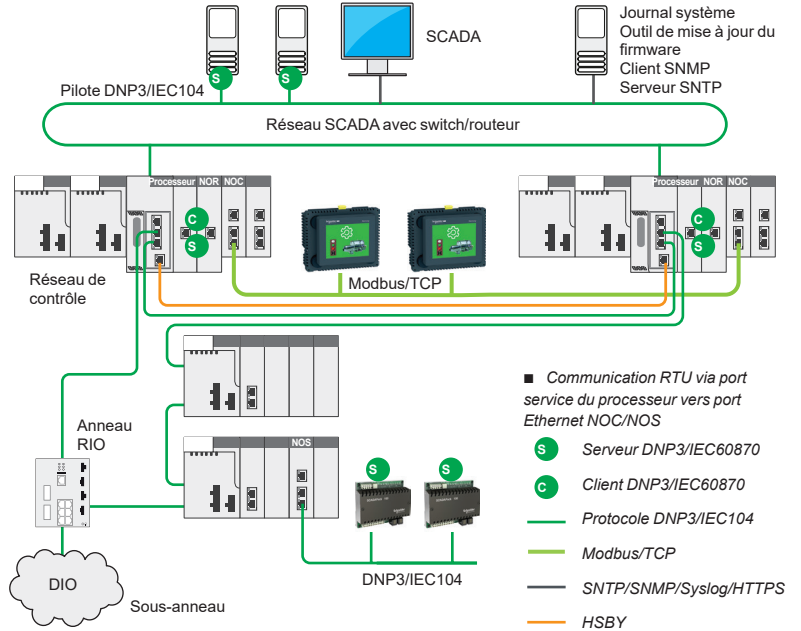 Journal système
Outil de mise à jour du
firmware
Client SNMP
Serveur SNTP
SCADA
S
S
Pilote DNP3/IEC104
Réseau SCADA avec switch/routeur
Processeur NOR NOC
Processeur NOR NOC
C
S
C
S
Réseau de
contrôle
Modbus/TCP
■ Communication RTU via port
service du processeur vers port
Ethernet NOC/NOS
Anneau
RIO
NOS
S
S
S Serveur DNP3/IEC60870
C Client DNP3/IEC60870
Protocole DNP3/IEC104
Modbus/TCP
SNTP/SNMP/Syslog/HTTPS
HSBY
DNP3/IEC104
DIO
Sous-anneau